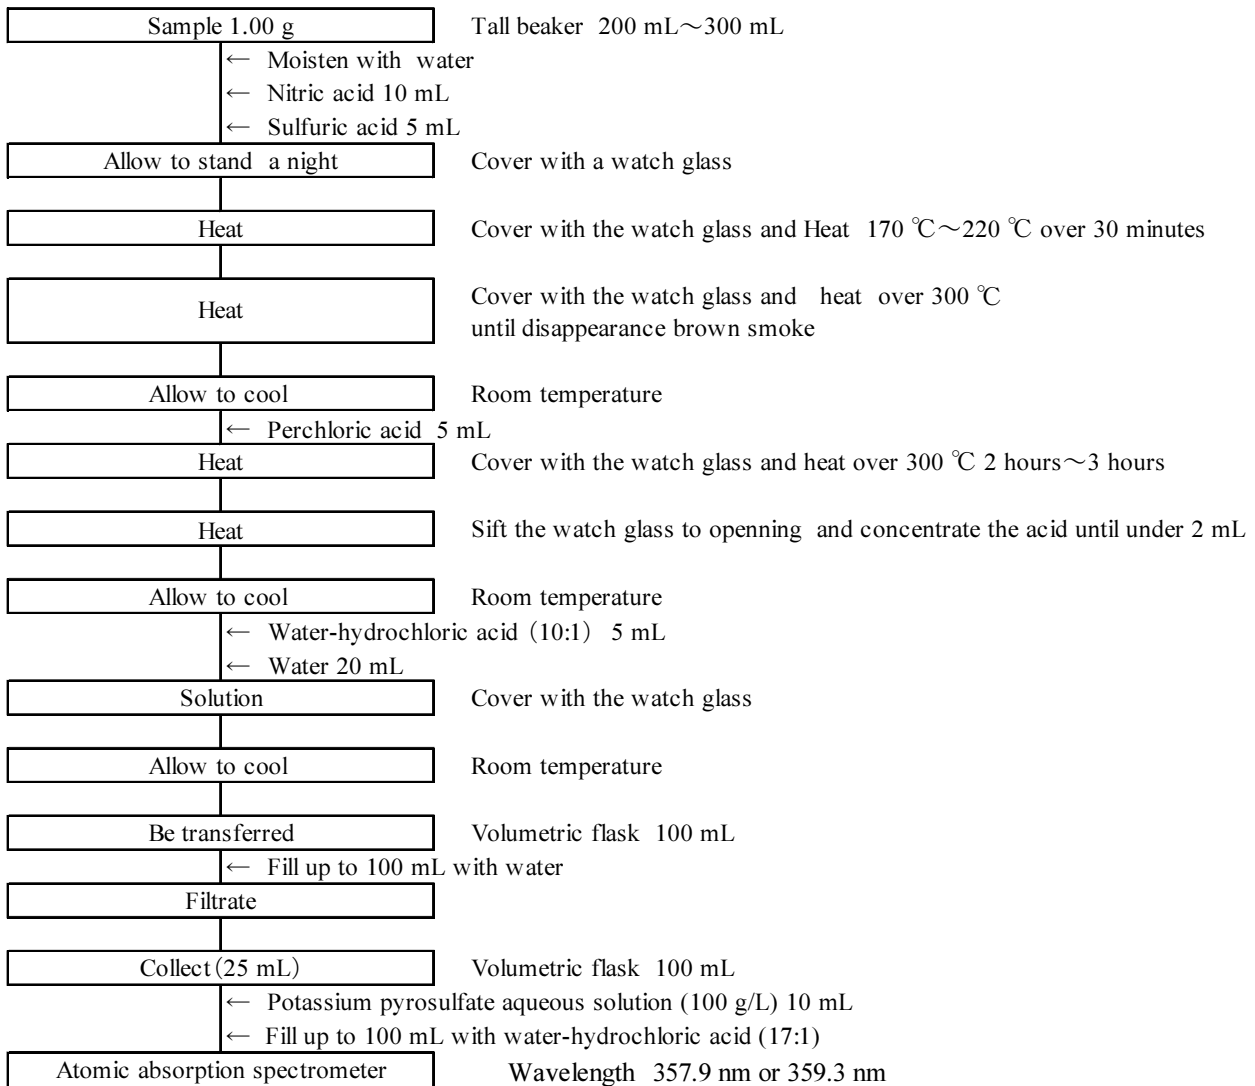 Sample 1.00 g Tall beaker 200 mL～300 mL
← Moisten with water
← Nitric acid 10 mL
← Sulfuric acid 5 mL
Allow to stand a night Cover with a watch glass
Heat Cover with the watch glass and Heat 170 ℃～220 ℃ over 30 minutes
Heat Cover with the watch glass and heat over 300 ℃
until disappearance brown smoke
Allow to cool Room temperature
← Perchloric acid 5 mL
Heat Cover with the watch glass and heat over 300 ℃ 2 hours～3 hours
Heat Sift the watch glass to openning and concentrate the acid until under 2 mL
Allow to cool Room temperature
← Water-hydrochloric acid (10:1) 5 mL
← Water 20 mL
Solution Cover with the watch glass
Allow to cool Room temperature
Be transferred Volumetric flask 100 mL
← Fill up to 100 mL with water
Filtrate
Collect (25 mL) Volumetric flask 100 mL
← Potassium pyrosulfate aqueous solution (100 g/L) 10 mL
← Fill up to 100 mL with water-hydrochloric acid (17:1)
Atomic absorption spectrometer Wavelength 357.9 nm or 359.3 nm